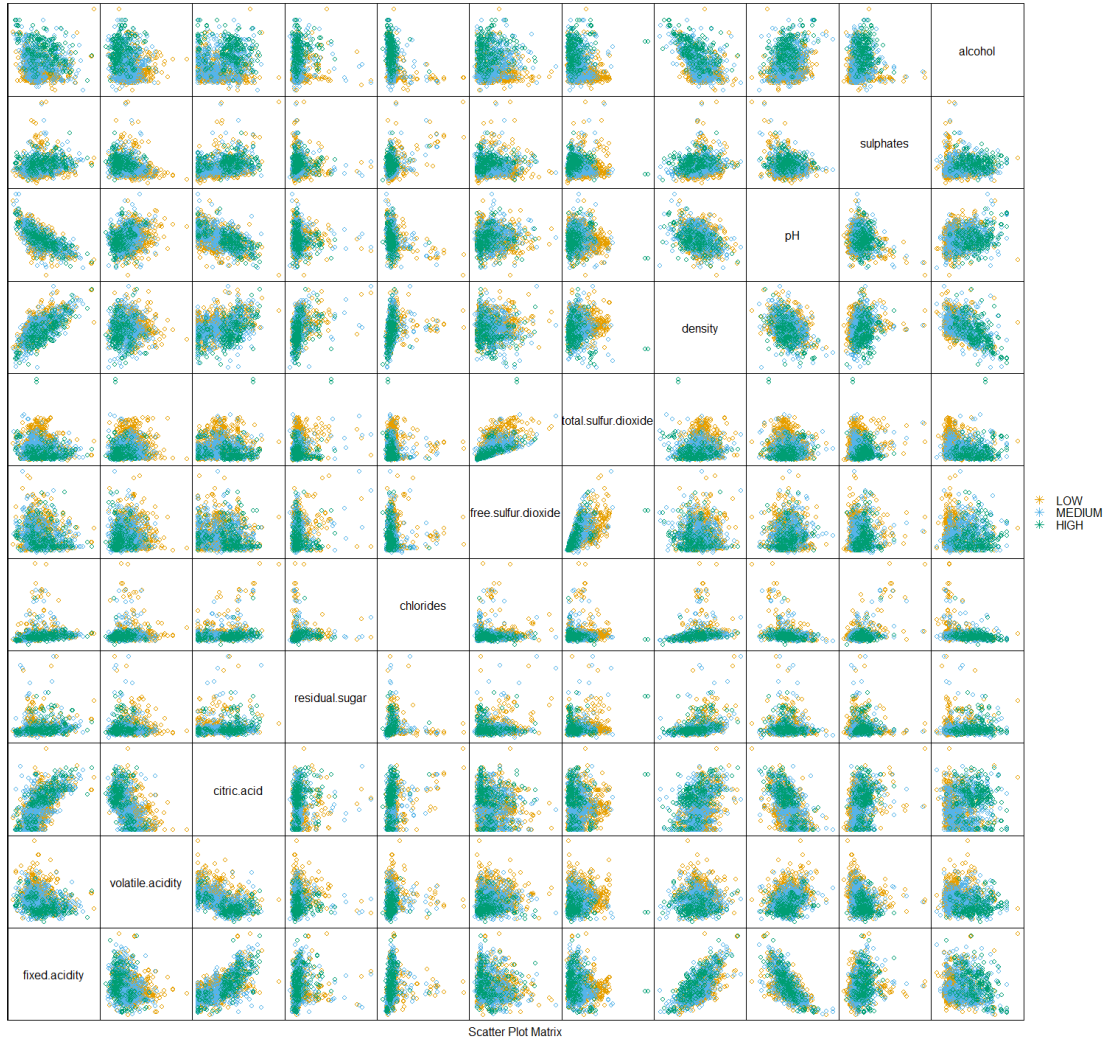 alcohol
sulphates
pH
density
total.sulfur.dioxide
free.sulfur.dioxide
LOW
MEDIUM
HIGH
chlorides
residual.sugar
citric.acid
volatile.acidity
fixed.acidity
Scatter Plot Matrix